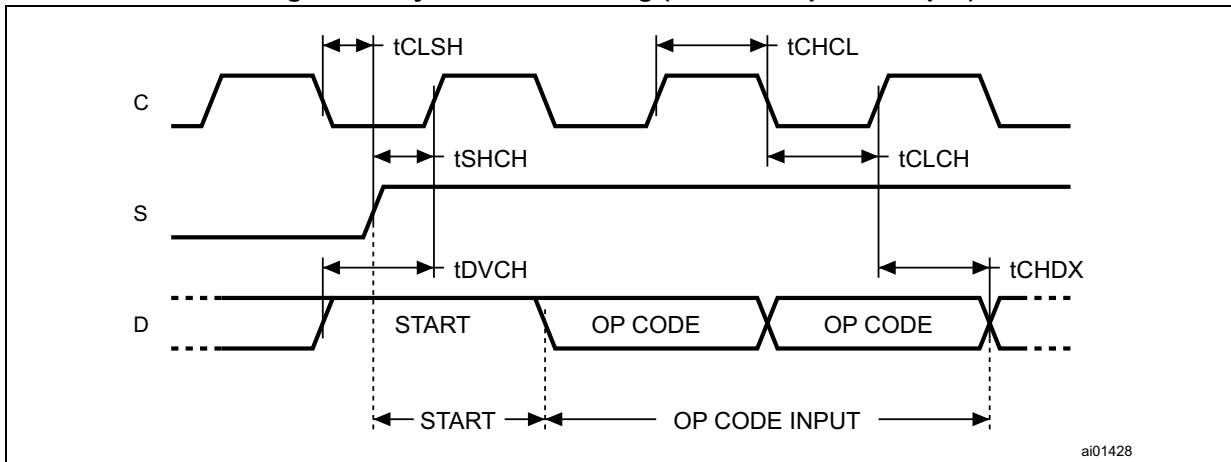 tCLSH
tCHCL
C
tSHCH
tCLCH
S
tDVCH
tCHDX
D
START
OP CODE
OP CODE
START
OP CODE INPUT
ai01428